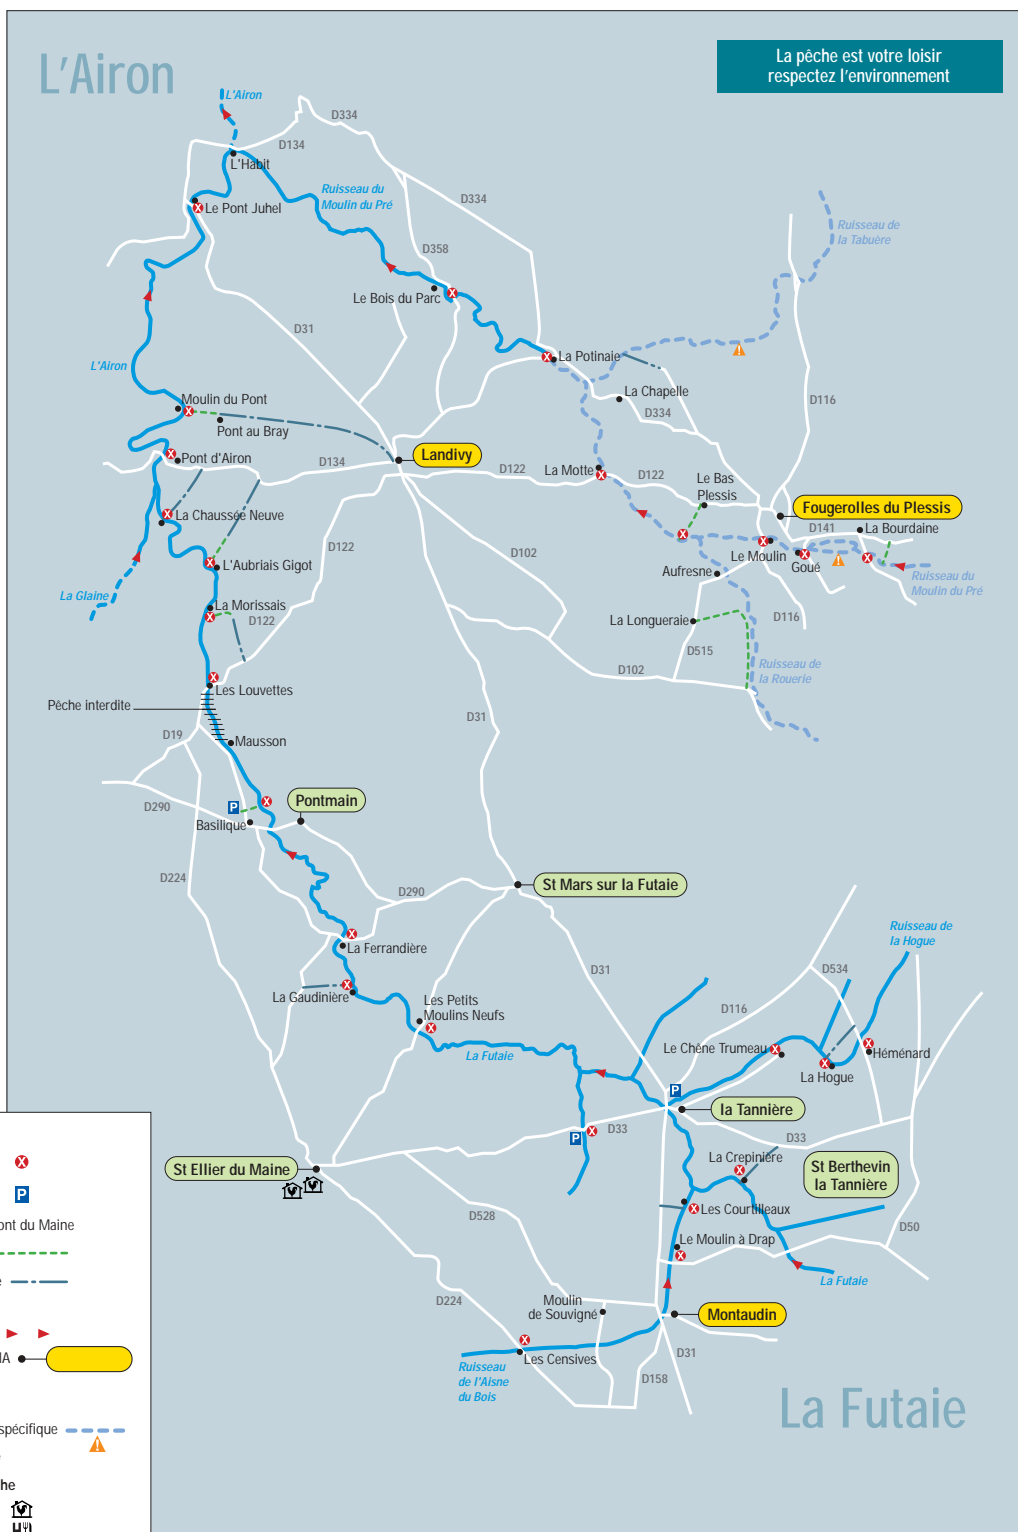 L'Airon
La pêche est votre loisir
respectez l'environnement
L'Airon
D334
D134
L'Habit
Ruisseau du
Moulin du Pré
D334
Le Pont Juhel
Ruisseau de
la Tabuère
D358
Le Bois du Parc
D31
La Potinaie
L'Airon
La Chapelle
Moulin du Pont
D116
D334
Pont au Bray
Landivy
Pont d'Airon
D134
D122
La Motte
D122
Le Bas
Plessis
Fougerolles du Plessis
La Chaussée Neuve
D141
La Bourdaine
D122
D102
Le Moulin
Goué
L'Aubriais Gigot
Aufresne
Ruisseau du
Moulin du Pré
La Glaine
La Morissais
D122
La Longueraie
D116
D515
Ruisseau de
la Rouerie
D102
Les Louvettes
Pêche interdite
D31
D19
Mausson
Pontmain
D290
Basilique
D224
D290
St Mars sur la Futaie
Ruisseau de
la Hogue
La Ferrandière
D31
D534
La Gaudinière
Les Petits
Moulins Neufs
D116
La Futaie
Le Chêne Trumeau
Héménard
La Hogue
la Tannière
D33
D33
La Crepinière
St Ellier du Maine
St Berthevin
la Tannière
D528
Les Courtilleaux
D50
Le Moulin à Drap
La Futaie
D224
Moulin
de Souvigné
Montaudin
Les Censives
D31
Ruisseau
de l'Aisne
du Bois
D158
La Futaie
P
ont du Maine
spécifique
he